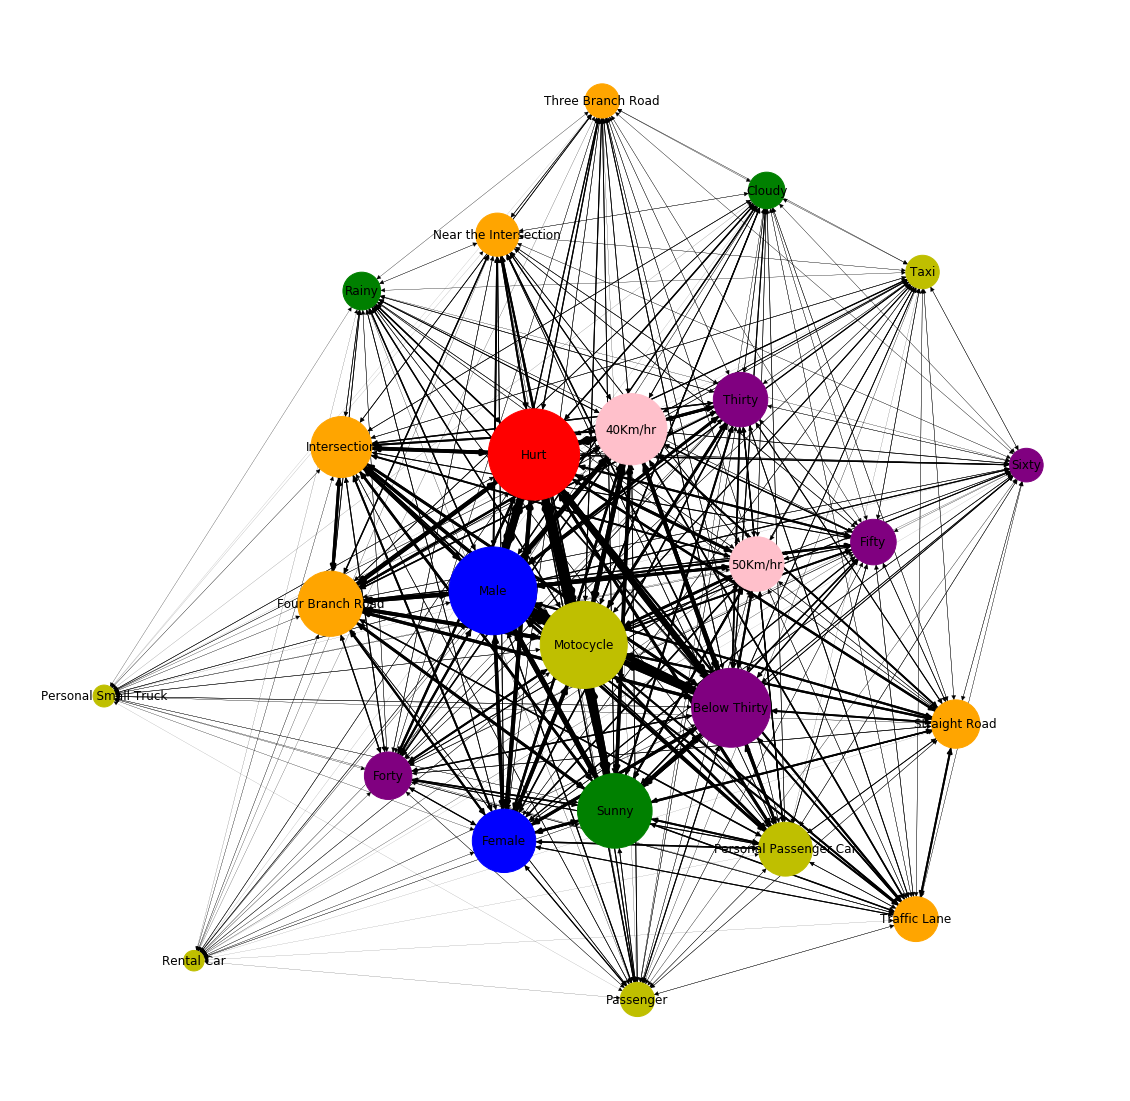 Three Branch Road
Cloudy
Near the Intersection
Taxi
Rainy
Thirty
40Km/hr
Intersection
Hurt
Sixty
Fifty
50Km/hr
Male
Four Branch Road
Motocycle
Personal Small Truck
Below Thirty
Straight Road
Forty
Sunny
Female
Personal Passenger Car
Traffic Lane
Rental Car
Passenger